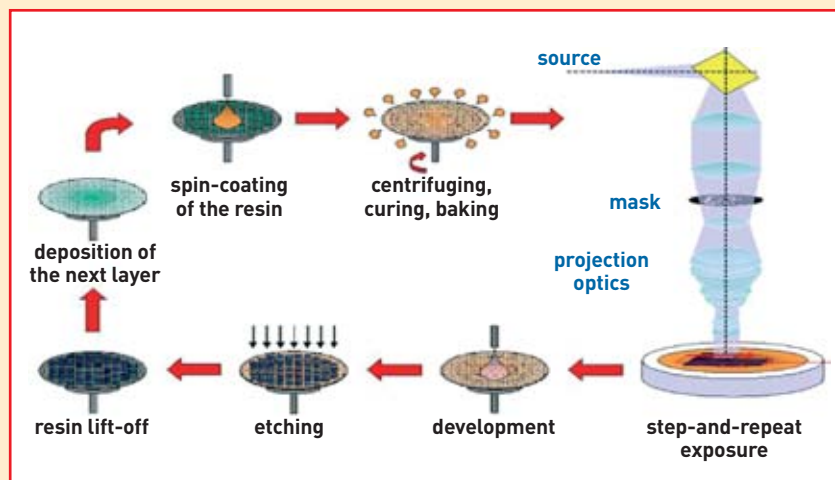 source
spin-coating
of the resin
centrifuging,
curing, baking
mask
deposition of
the next layer
projection
optics
resin lift-off
etching
development
step-and-repeat
exposure